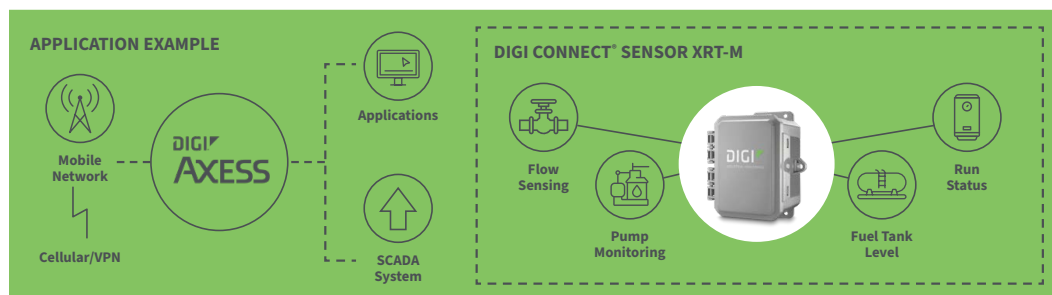 APPLICATION EXAMPLE
Mobile
Network
Cellular/VPN
DIGI
AXESS
Applications
SCADA
System
DIGI CONNECT® SENSOR XRT-M
Flow
Sensing
Pump
Monitoring
DIGI
Fuel Tank
Level
Run
Status